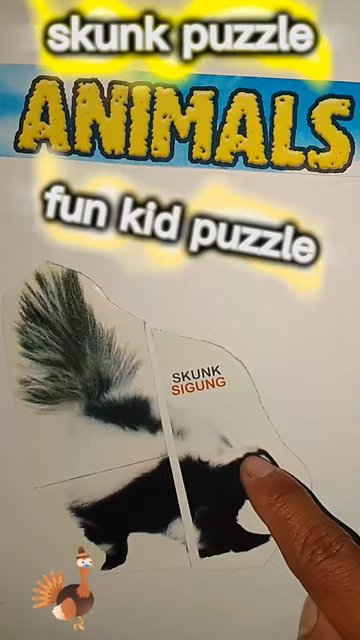 skunk puzzle
ANIMALS
fun kid puzzle
SKUNK
SIGUNG